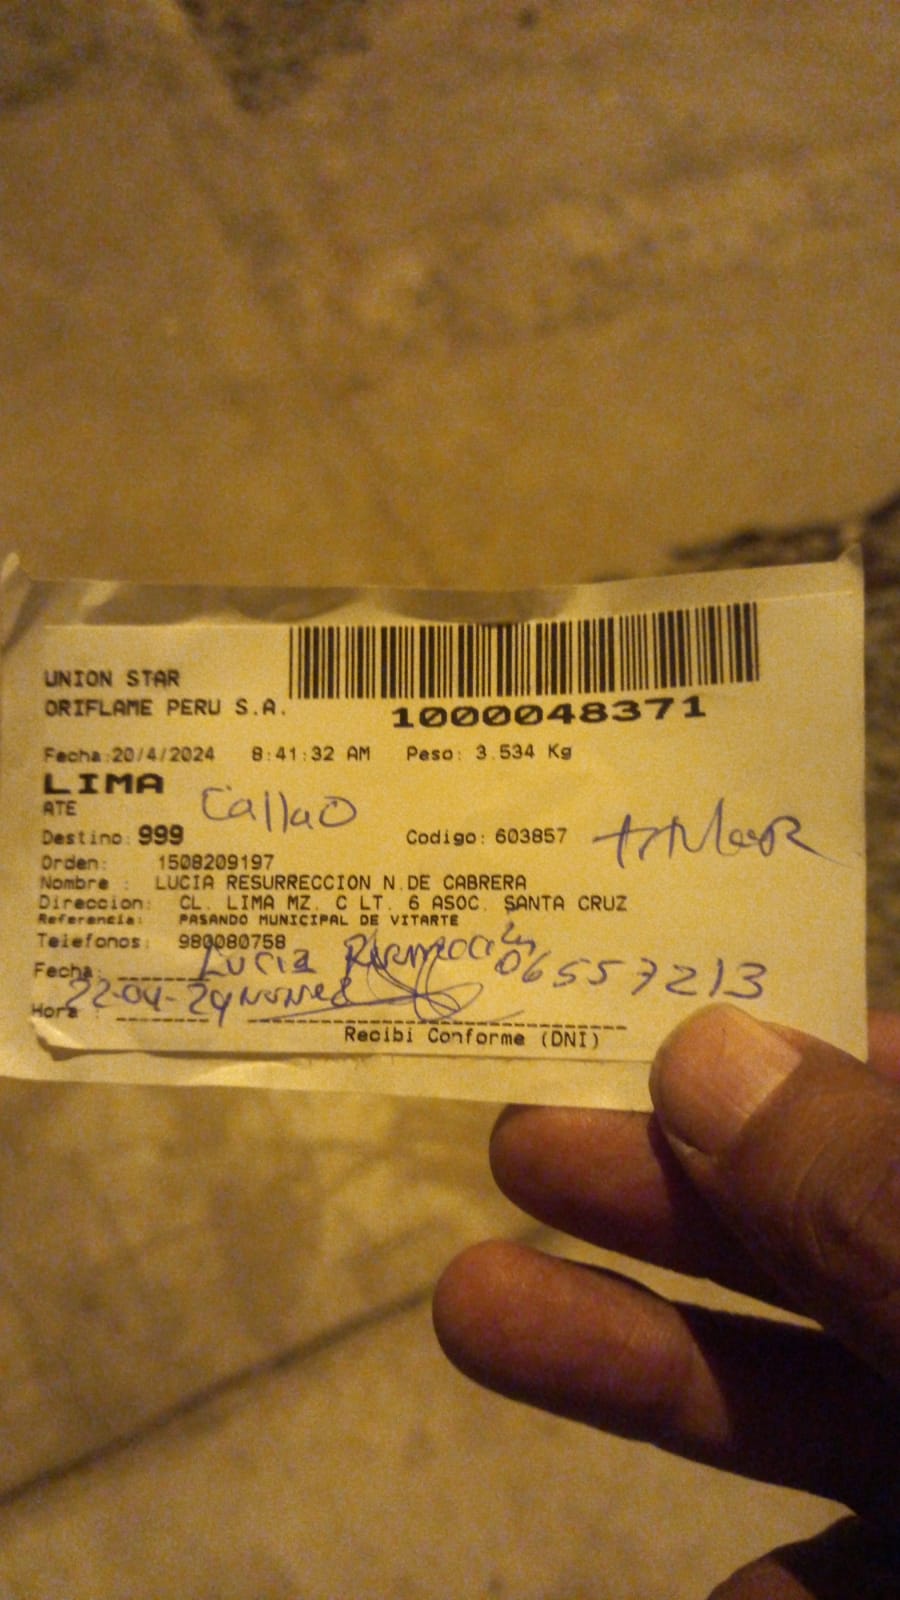 UNION STAR
ORIFLAME PERU S.A.
1000048371
Fecha:20/4/2024 8:41:32 AM Peso: 3.534 Kg
LIMA
ATE
Callao
Destino: 999 Codigo: 603857
titular
Orden: 1508209197
Nombre : LUCIA RESURRECCION N.DE CABRERA
Direccion: CL. LIMA MZ. C LT. 6 ASOC. SANTA CRUZ
Referencia: PASANDO MUNICIPAL DE VITARTE
Telefonos: 980080758
Fecha: Lucia 06557213
Hora : 22-04-24
Recibi Conforme (DNI)